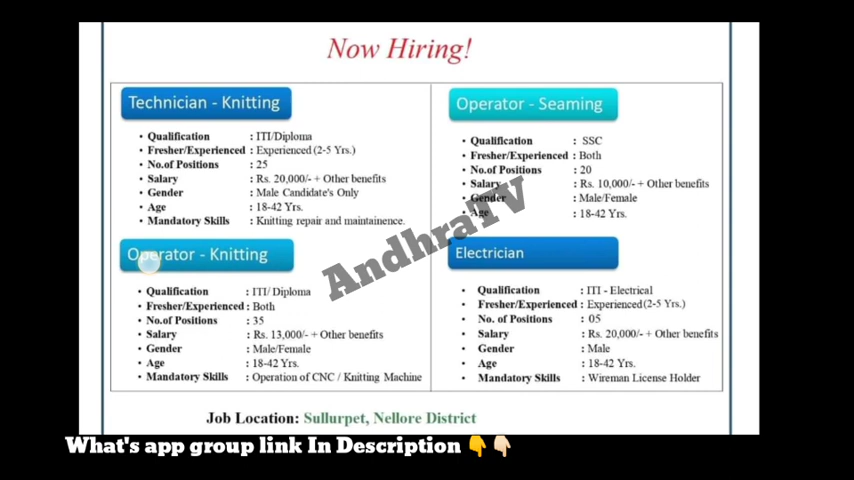 Now Hiring!
Technician - Knitting
• Qualification : ITI/Diploma
• Fresher/Experienced : Experienced (2-5 Yrs.)
• No.of Positions : 25
• Salary : Rs. 20,000/- + Other benefits
• Gender : Male Candidate's Only
• Age : 18-42 Yrs.
• Mandatory Skills : Knitting repair and maintainence.
Operator - Seaming
• Qualification : SSC
• Fresher/Experienced : Both
• No.of Positions : 20
• Salary : Rs. 10,000/- + Other benefits
• Gender : Male/Female
• Age : 18-42 Yrs.
Operator - Knitting
• Qualification : ITI/ Diploma
• Fresher/Experienced : Both
• No.of Positions : 35
• Salary : Rs. 13,000/- + Other benefits
• Gender : Male/Female
• Age : 18-42 Yrs.
• Mandatory Skills : Operation of CNC / Knitting Machine
Electrician
• Qualification : ITI - Electrical
• Fresher/Experienced : Experienced(2-5 Yrs.)
• No. of Positions : 05
• Salary : Rs. 20,000/- + Other benefits
• Gender : Male
• Age : 18-42 Yrs.
• Mandatory Skills : Wireman License Holder
AndhraTV
Job Location: Sullurpet, Nellore District
What's app group link In Description 👇👇🏻